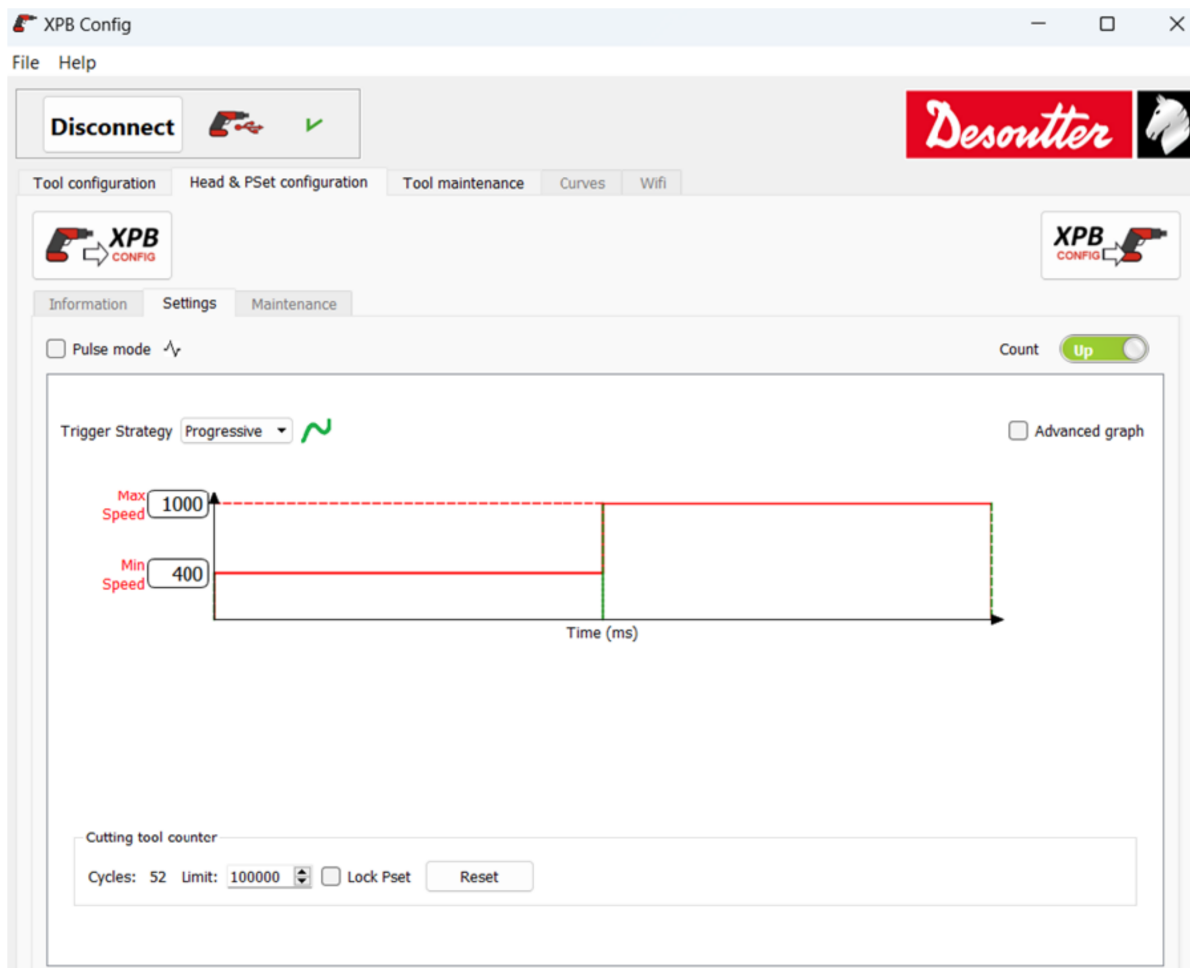 XPB Config
File Help
Disconnect
Desoutter
Tool configuration Head & PSet configuration Tool maintenance Curves Wifi
XPB
CONFIG
XPB
CONFIG
Information Settings Maintenance
Pulse mode Count Up
Trigger Strategy Progressive Advanced graph
Max
Speed 1000
Min
Speed 400
Time (ms)
Cutting tool counter
Cycles: 52 Limit: 100000 Lock Pset Reset